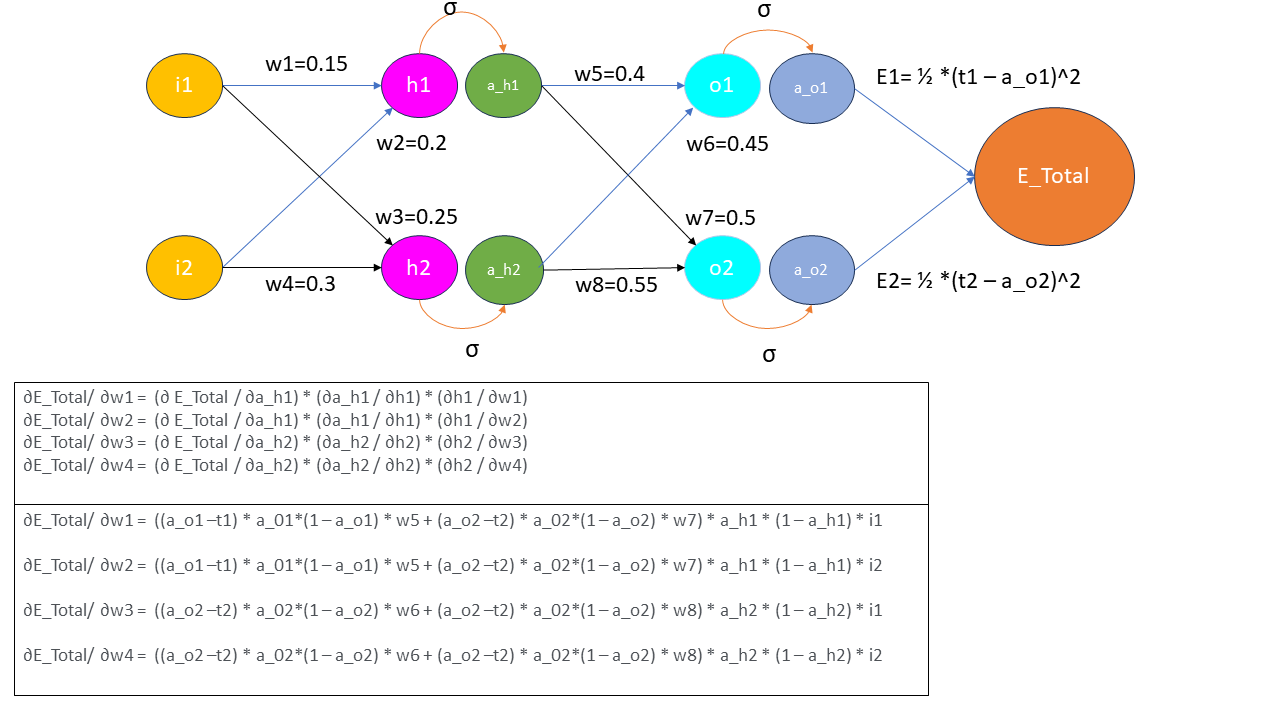 σ
σ
i1
w1=0.15
h1
a_h1
w5=0.4
o1
a_o1
E1= ½ *(t1 – a_o1)^2
w2=0.2
w6=0.45
E_Total
w3=0.25
w7=0.5
i2
w4=0.3
h2
a_h2
w8=0.55
o2
a_o2
E2= ½ *(t2 – a_o2)^2
σ
σ
∂E_Total/ ∂w1 = (∂ E_Total / ∂a_h1) * (∂a_h1 / ∂h1) * (∂h1 / ∂w1)
∂E_Total/ ∂w2 = (∂ E_Total / ∂a_h1) * (∂a_h1 / ∂h1) * (∂h1 / ∂w2)
∂E_Total/ ∂w3 = (∂ E_Total / ∂a_h2) * (∂a_h2 / ∂h2) * (∂h2 / ∂w3)
∂E_Total/ ∂w4 = (∂ E_Total / ∂a_h2) * (∂a_h2 / ∂h2) * (∂h2 / ∂w4)
∂E_Total/ ∂w1 = ((a_o1 –t1) * a_01*(1 – a_o1) * w5 + (a_o2 –t2) * a_02*(1 – a_o2) * w7) * a_h1 * (1 – a_h1) * i1
∂E_Total/ ∂w2 = ((a_o1 –t1) * a_01*(1 – a_o1) * w5 + (a_o2 –t2) * a_02*(1 – a_o2) * w7) * a_h1 * (1 – a_h1) * i2
∂E_Total/ ∂w3 = ((a_o2 –t2) * a_02*(1 – a_o2) * w6 + (a_o2 –t2) * a_02*(1 – a_o2) * w8) * a_h2 * (1 – a_h2) * i1
∂E_Total/ ∂w4 = ((a_o2 –t2) * a_02*(1 – a_o2) * w6 + (a_o2 –t2) * a_02*(1 – a_o2) * w8) * a_h2 * (1 – a_h2) * i2